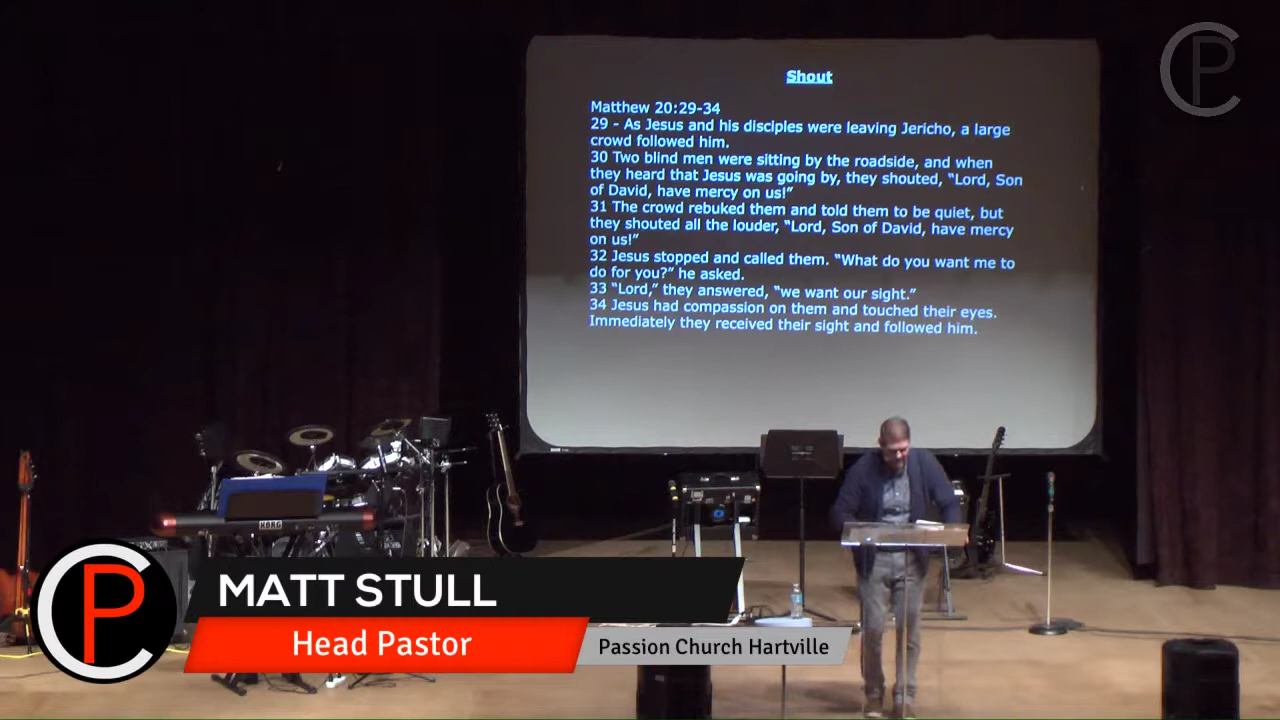 Shout
Matthew 20:29-34
29 - As Jesus and his disciples were leaving Jericho, a large
crowd followed him.
30 Two blind men were sitting by the roadside, and when
they heard that Jesus was going by, they shouted, “Lord, Son
of David, have mercy on us!”
31 The crowd rebuked them and told them to be quiet, but
they shouted all the louder, “Lord, Son of David, have mercy
on us!”
32 Jesus stopped and called them. “What do you want me to
do for you?” he asked.
33 “Lord,” they answered, “we want our sight.”
34 Jesus had compassion on them and touched their eyes.
Immediately they received their sight and followed him.
CP
KORG
CP
MATT STULL
Head Pastor
Passion Church Hartville